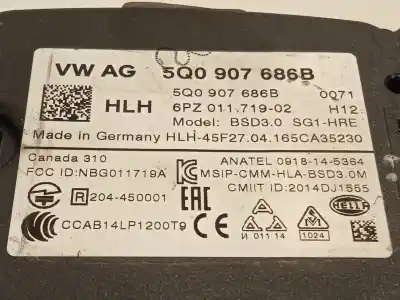 VW AG 5Q0 907 686B
5Q0 907 686B 0071
HLH 6PZ 011.719-02 H12
Model: BSD3.0 SG1-HRE
Made in Germany HLH-45F27.04.165CA35230
Canada 310 ANATEL 0918-14-5364
FCC ID:NBG011719A MSIP-CMM-HLA-BSD3.0M
R 204-450001 EAC CMIIT ID:2014DJ1555
CCC CCAB14LP1200T9 И 011 14 1024 HELLA